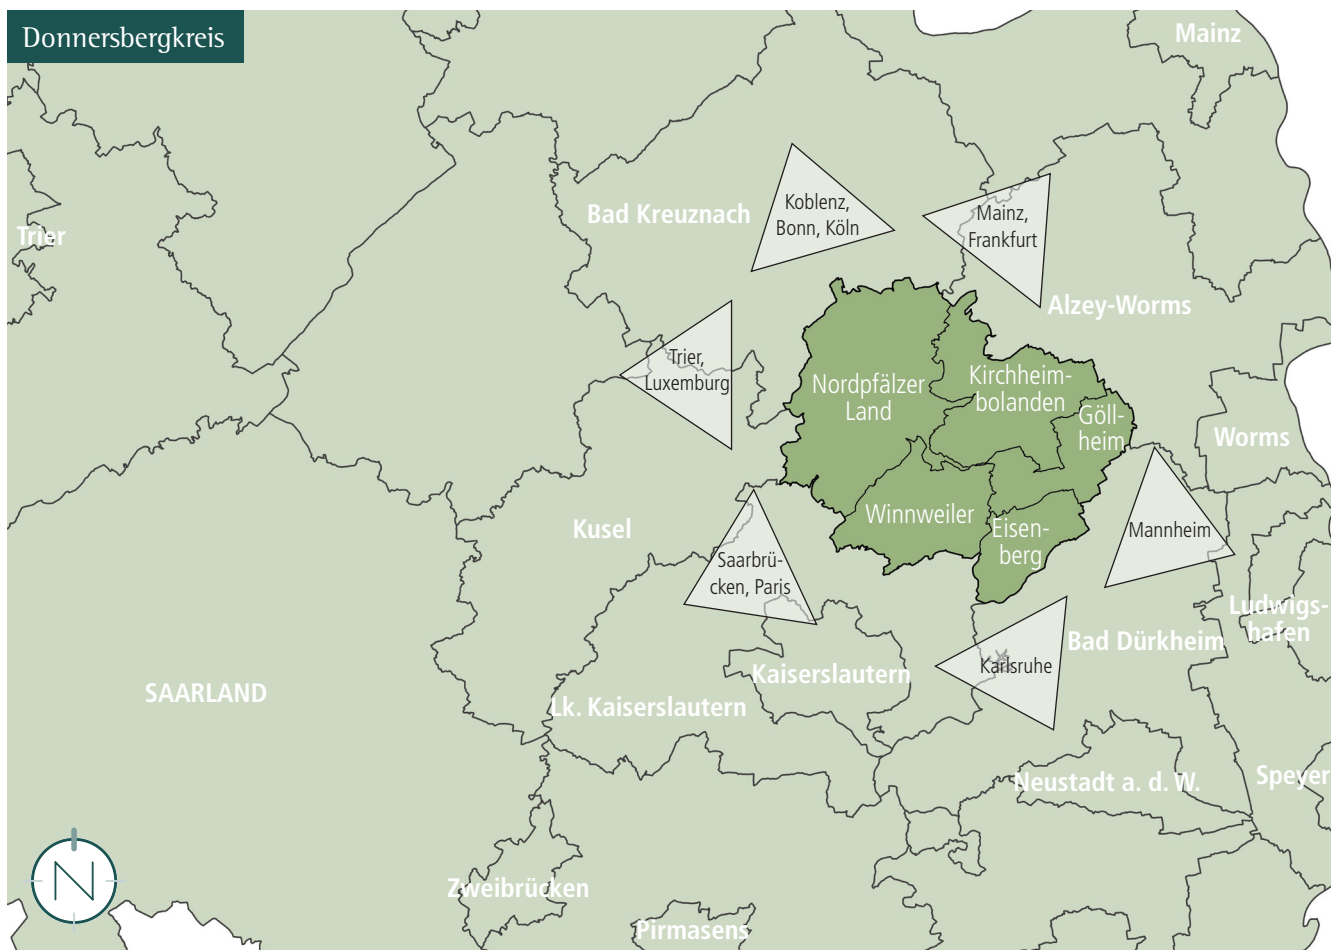 Donnersbergkreis
Mainz
Trier
Bad Kreuznach
Koblenz,
Bonn, Köln
Mainz,
Frankfurt
Alzey-Worms
Trier,
Luxemburg
Nordpfälzer
Land
Kirchheim-
bolanden
Göll-
heim
Worms
Winnweiler
Eisen-
berg
Mannheim
Kusel
Saarbrü-
cken, Paris
Ludwigs-
hafen
Bad Dürkheim
Karlsruhe
Kaiserslautern
SAARLAND
Lk. Kaiserslautern
Neustadt a. d. W.
Speyer
N
Zweibrücken
Pirmasens